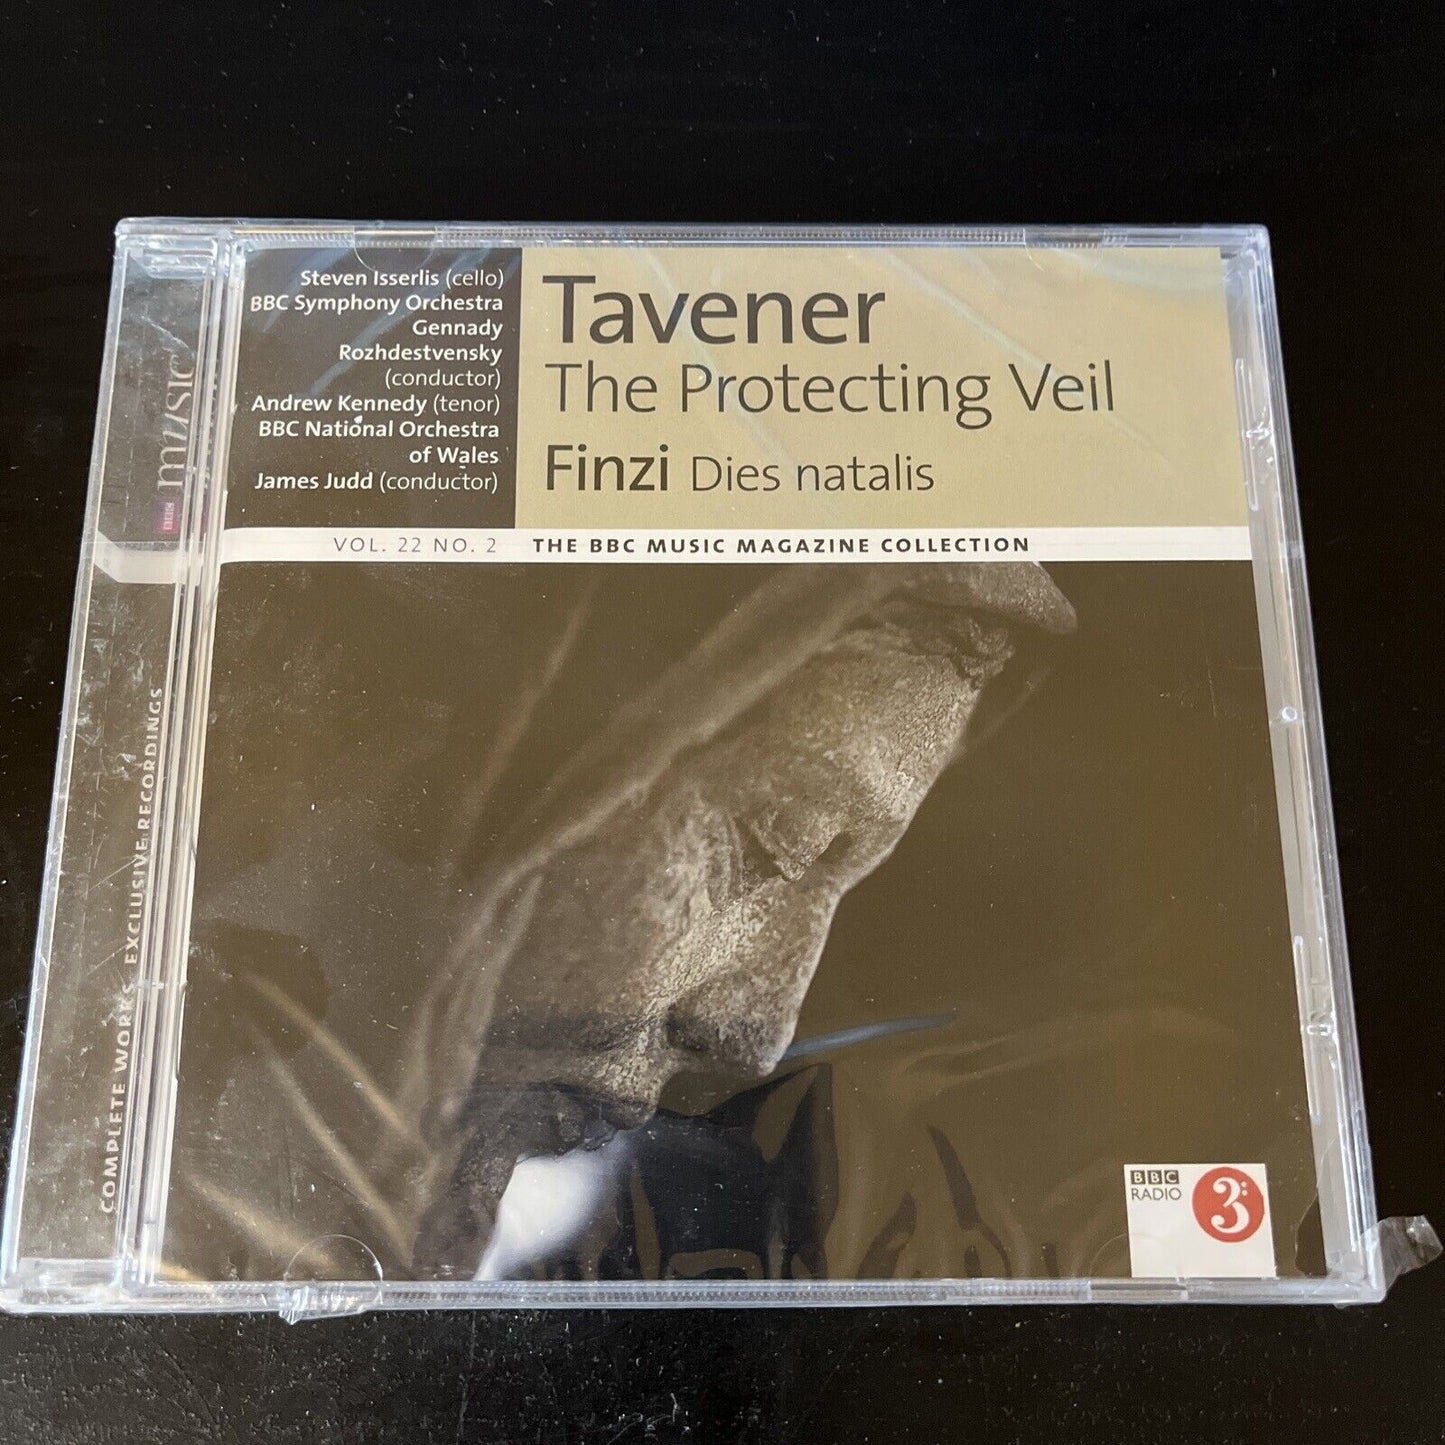 Steven Isserlis (cello)
BBC Symphony Orchestra
Gennady
Rozhdestvensky
(conductor)
Andrew Kennedy (tenor)
BBC National Orchestra
of Wales
James Judd (conductor)
Tavener
The Protecting Veil
Finzi Dies natalis
VOL. 22 NO. 2 THE BBC MUSIC MAGAZINE COLLECTION
BBC MUSIC
COMPLETE WORKS. EXCLUSIVE RECORDINGS
BBC
RADIO 3